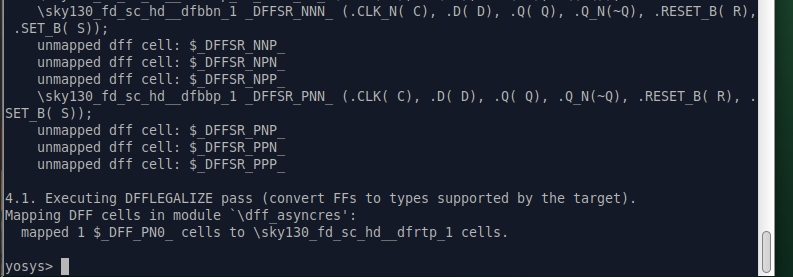 \sky130_fd_sc_hd__dfbbn_1 _DFFSR_NNN_ (.CLK_N( C), .D( D), .Q( Q), .Q_N(~Q), .RESET_B( R),
.SET_B( S));
unmapped dff cell: $_DFFSR_NNP_
unmapped dff cell: $_DFFSR_NPN_
unmapped dff cell: $_DFFSR_NPP_
\sky130_fd_sc_hd__dfbbp_1 _DFFSR_PNN_ (.CLK( C), .D( D), .Q( Q), .Q_N(~Q), .RESET_B( R), .
SET_B( S));
unmapped dff cell: $_DFFSR_PNP_
unmapped dff cell: $_DFFSR_PPN_
unmapped dff cell: $_DFFSR_PPP_
4.1. Executing DFFLEGALIZE pass (convert FFs to types supported by the target).
Mapping DFF cells in module `\dff_asyncres':
mapped 1 $_DFF_PN0_ cells to \sky130_fd_sc_hd__dfrtp_1 cells.
yosys>